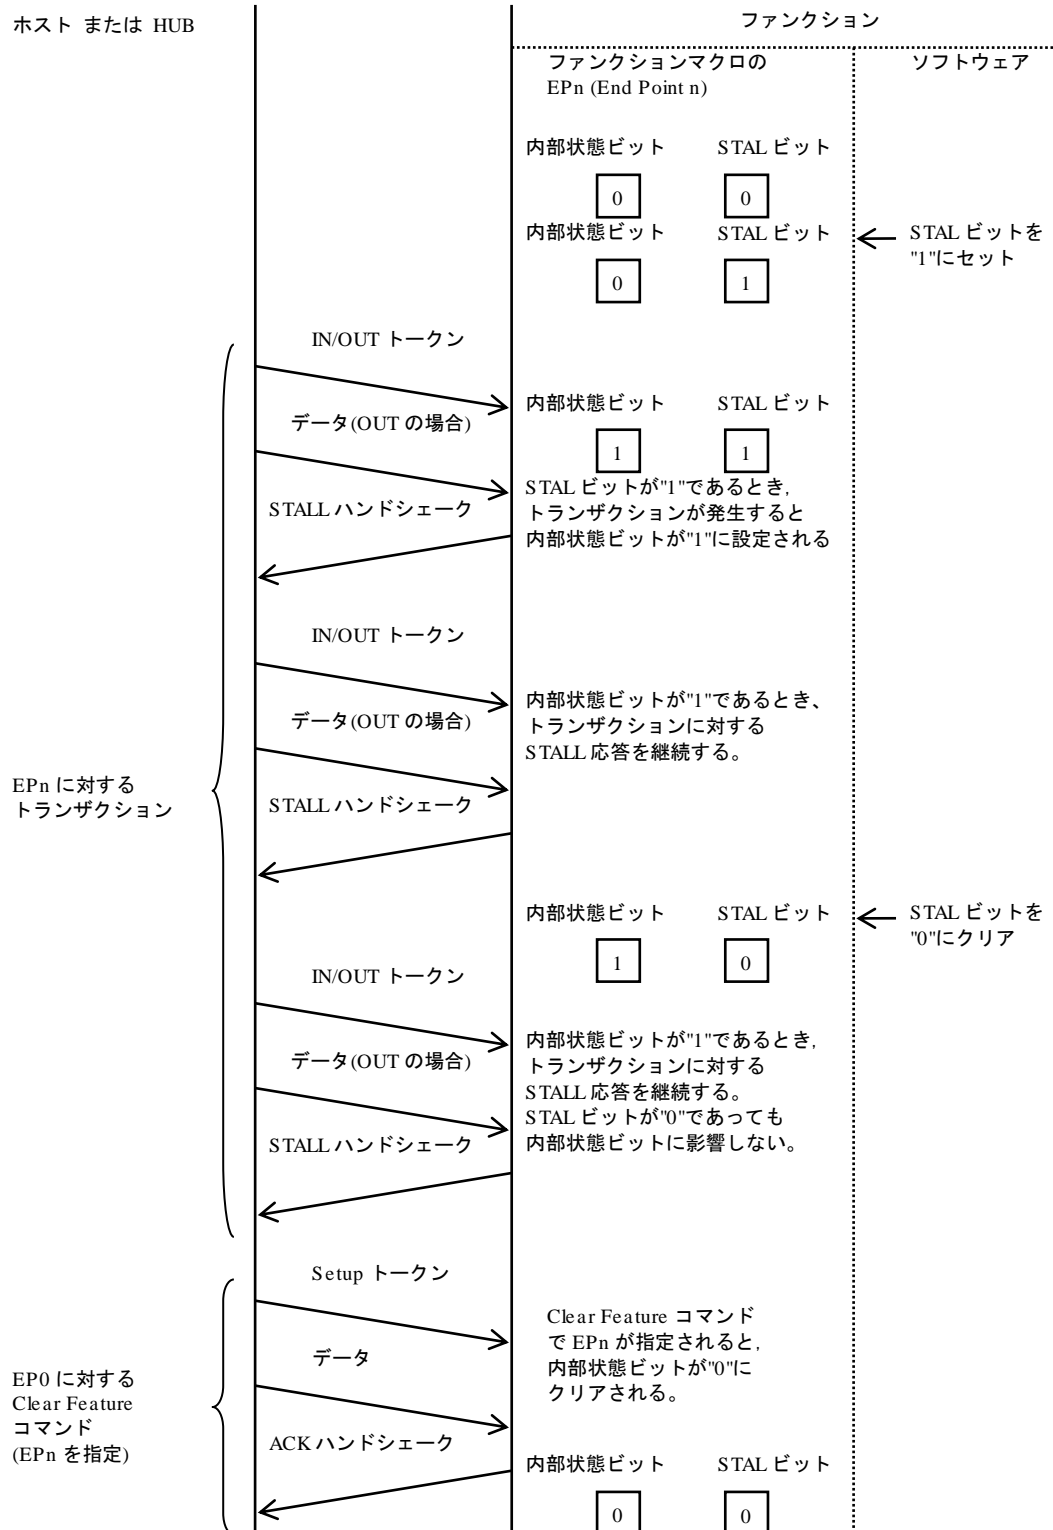 ホスト または HUB
ファンクション
ファンクションマクロの
EPn (End Point n)
ソフトウェア
内部状態ビット STAL ビット
0 0
内部状態ビット STAL ビット
0 1
STAL ビットを
"1"にセット
IN/OUT トークン
データ(OUT の場合)
STALL ハンドシェーク
内部状態ビット STAL ビット
1 1
STAL ビットが"1"であるとき,
トランザクションが発生すると
内部状態ビットが"1"に設定される
IN/OUT トークン
データ(OUT の場合)
STALL ハンドシェーク
内部状態ビットが"1"であるとき、
トランザクションに対する
STALL 応答を継続する。
EPn に対する
トランザクション
内部状態ビット STAL ビット
1 0
STAL ビットを
"0"にクリア
IN/OUT トークン
データ(OUT の場合)
STALL ハンドシェーク
内部状態ビットが"1"であるとき,
トランザクションに対する
STALL 応答を継続する。
STAL ビットが"0"であっても
内部状態ビットに影響しない。
Setup トークン
データ
ACK ハンドシェーク
Clear Feature コマンド
で EPn が指定されると,
内部状態ビットが"0"に
クリアされる。
EP0 に対する
Clear Feature
コマンド
(EPn を指定)
内部状態ビット STAL ビット
0 0